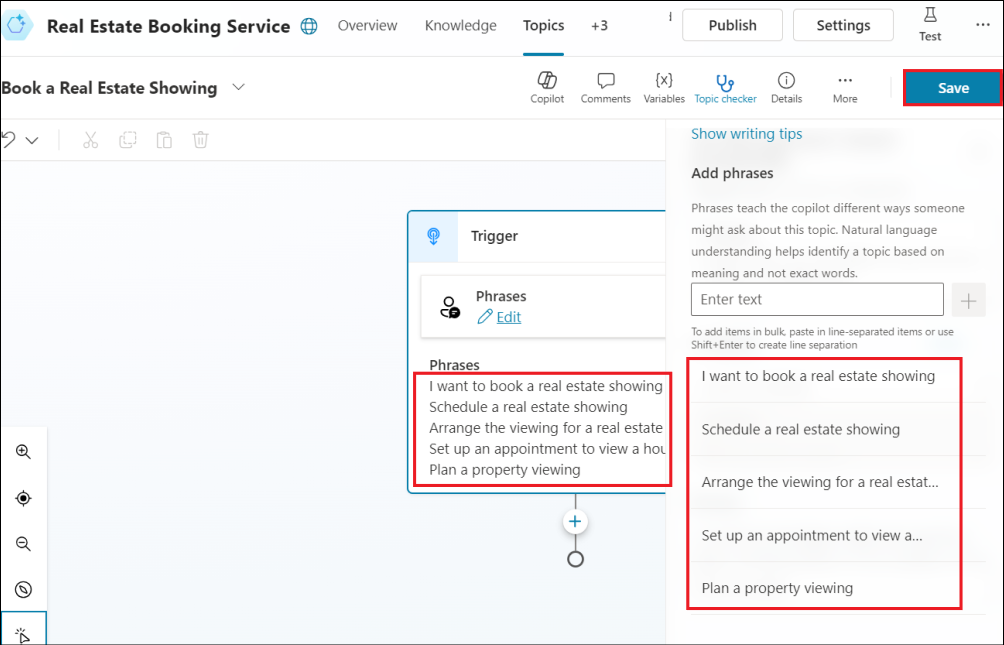 Real Estate Booking Service
Overview
Knowledge
Topics
+3
Publish
Settings
Test
Book a Real Estate Showing
Copilot
Comments
{x}
Variables
Topic checker
Details
More
Save
Show writing tips
Add phrases
Phrases teach the copilot different ways someone
might ask about this topic. Natural language
understanding helps identify a topic based on
meaning and not exact words.
Enter text
To add items in bulk, paste in line-separated items or use
Shift+Enter to create line separation
I want to book a real estate showing
Schedule a real estate showing
Arrange the viewing for a real estat...
Set up an appointment to view a...
Plan a property viewing
Trigger
Phrases
Edit
Phrases
I want to book a real estate showing
Schedule a real estate showing
Arrange the viewing for a real estate
Set up an appointment to view a hou
Plan a property viewing